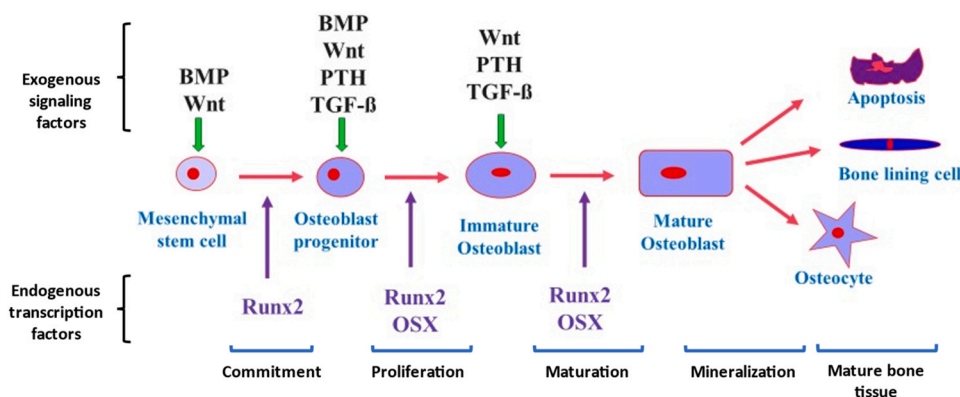 Exogenous
signaling
factors
BMP
Wnt
BMP
Wnt
PTH
TGF-ß
Wnt
PTH
TGF-ß
Apoptosis
Bone lining cell
Osteocyte
Mesenchymal
stem cell
Osteoblast
progenitor
Immature
Osteoblast
Mature
Osteoblast
Endogenous
transcription
factors
Runx2
Runx2
OSX
Runx2
OSX
Commitment
Proliferation
Maturation
Mineralization
Mature bone
tissue